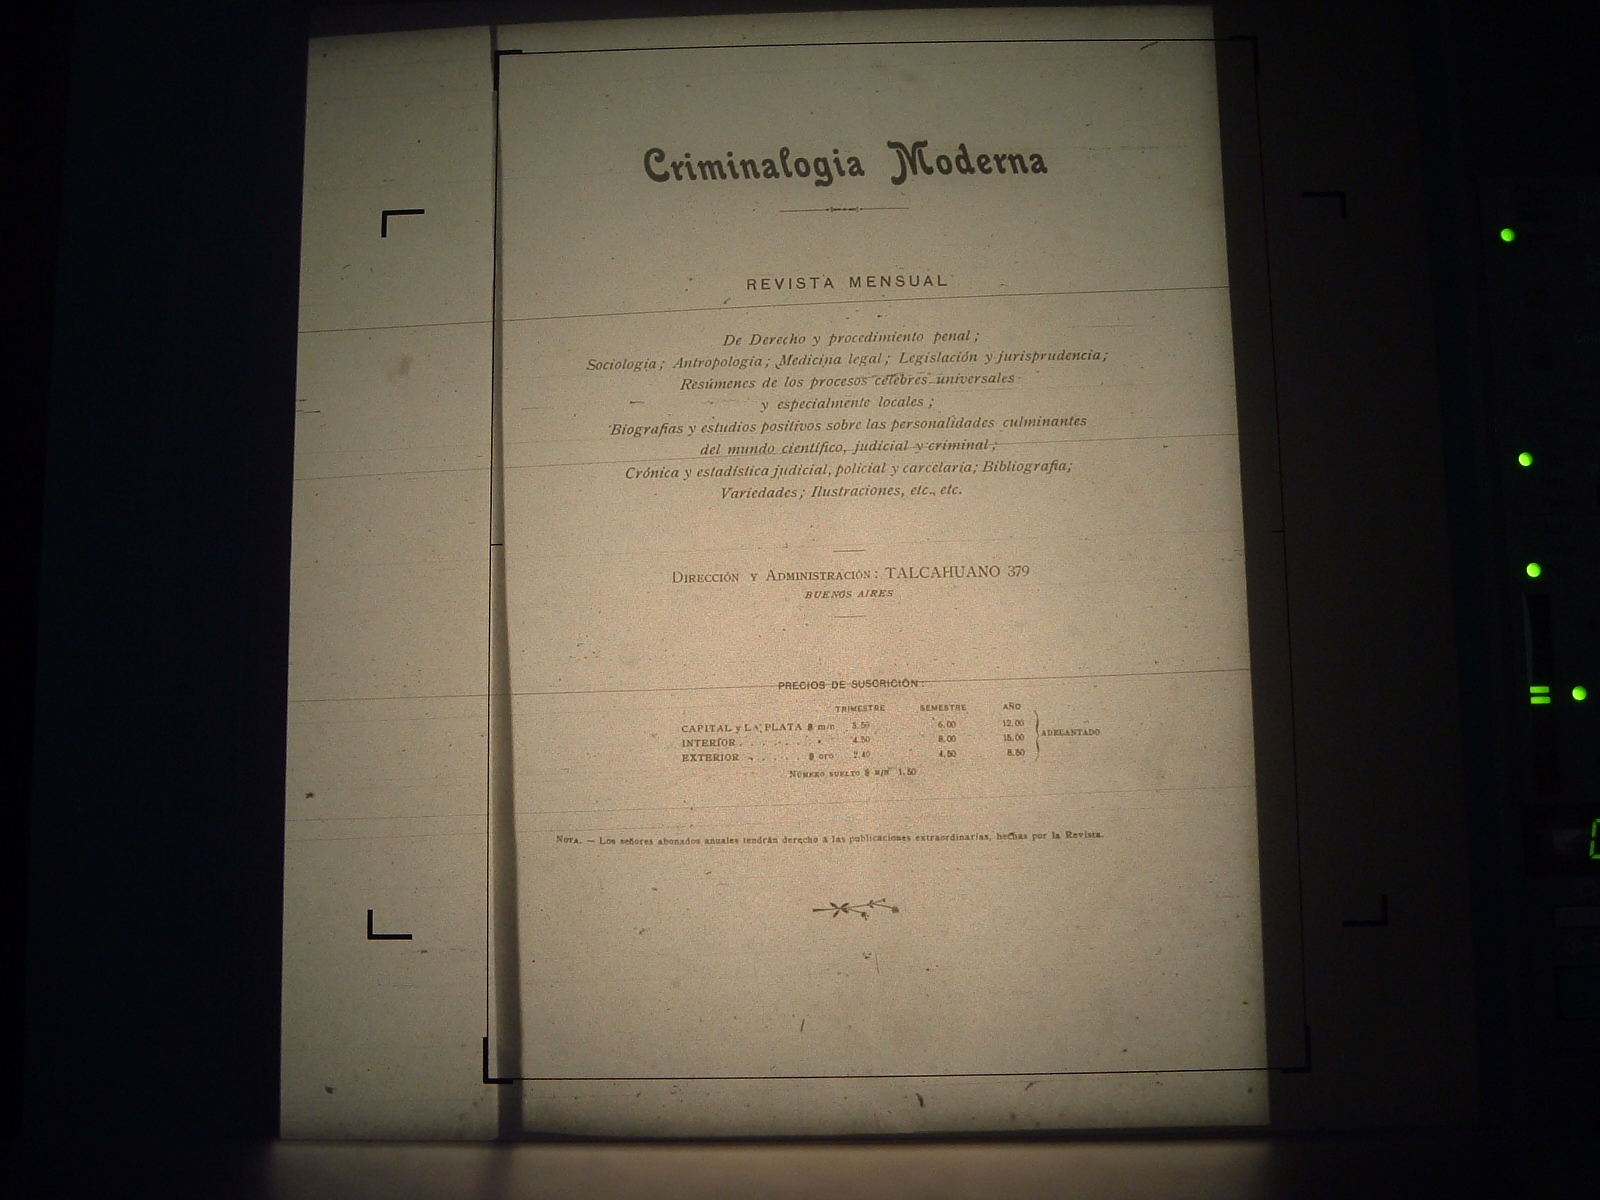 Criminalogia Moderna
REVISTA MENSUAL
De Derecho y procedimiento penal;
Sociologia; Antropologia; Medicina legal; Legislación y jurisprudencia;
Resúmenes de los procesos célebres universales
y especialmente locales;
Biografias y estudios positivos sobre las personalidades culminantes
del mundo científico, judicial y criminal;
Crónica y estadística judicial, policial y carcelaria; Bibliografia;
Variedades; Ilustraciones, etc., etc.
Dirección y Administración: TALCAHUANO 379
BUENOS AIRES
PRECIOS DE SUSCRICIÓN:
TRIMESTRE SEMESTRE AÑO
CAPITAL y LA PLATA $ m/n 3.50 6.00 12.00
INTERIOR . . . . . . » 4.50 8.00 15.00 ADELANTADO
EXTERIOR . . . . . $ oro 2.40 4.50 8.50
Número suelto $ m/n 1.50
Nota. — Los señores abonados anuales tendrán derecho á las publicaciones extraordinarias, hechas por la Revista.